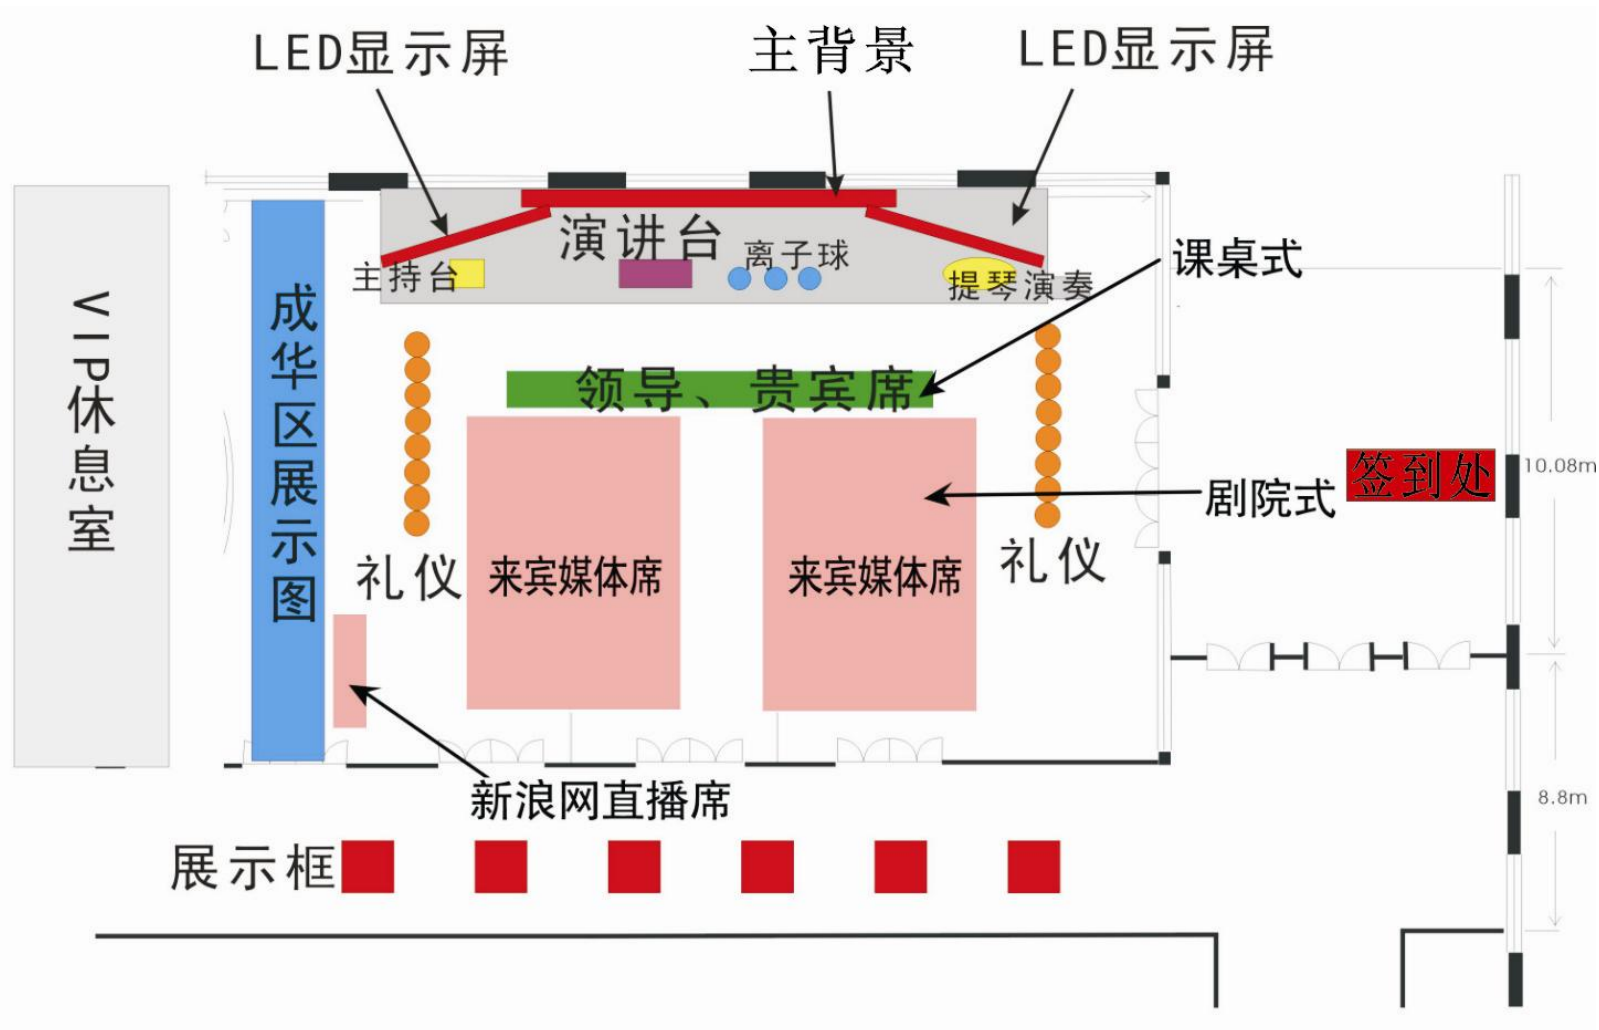 LED显示屏
主背景
LED显示屏
演讲台
离子球
课桌式
主持台
提琴演奏
VIP休息室
成华区展示图
领导、贵宾席
签到处
10.08m
剧院式
礼仪
来宾媒体席
来宾媒体席
礼仪
新浪网直播席
8.8m
展示框